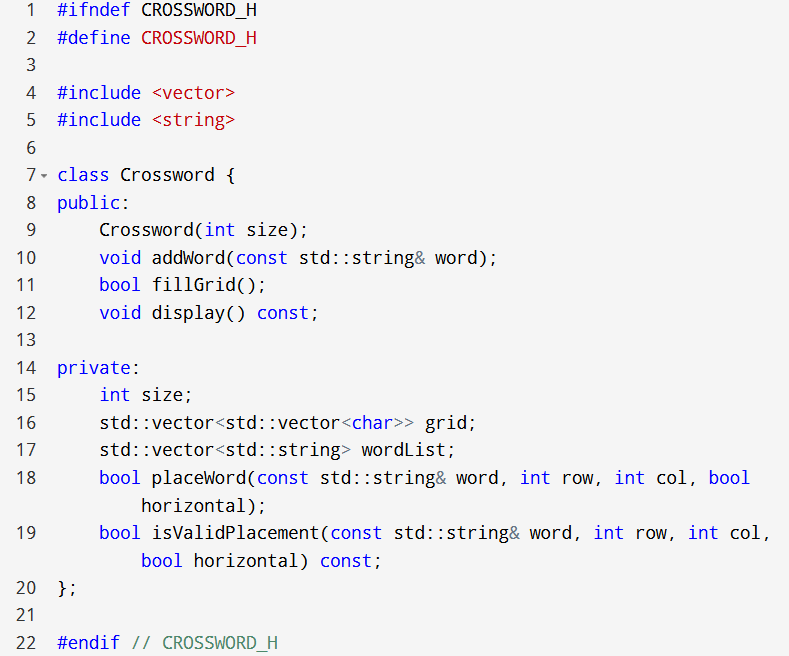 1 #ifndef CROSSWORD_H
2 #define CROSSWORD_H
3
4 #include <vector>
5 #include <string>
6
7 class Crossword {
8 public:
9     Crossword(int size);
10     void addWord(const std::string& word);
11     bool fillGrid();
12     void display() const;
13
14 private:
15     int size;
16     std::vector<std::vector<char>> grid;
17     std::vector<std::string> wordList;
18     bool placeWord(const std::string& word, int row, int col, bool
        horizontal);
19     bool isValidPlacement(const std::string& word, int row, int col,
        bool horizontal) const;
20 };
21
22 #endif // CROSSWORD_H